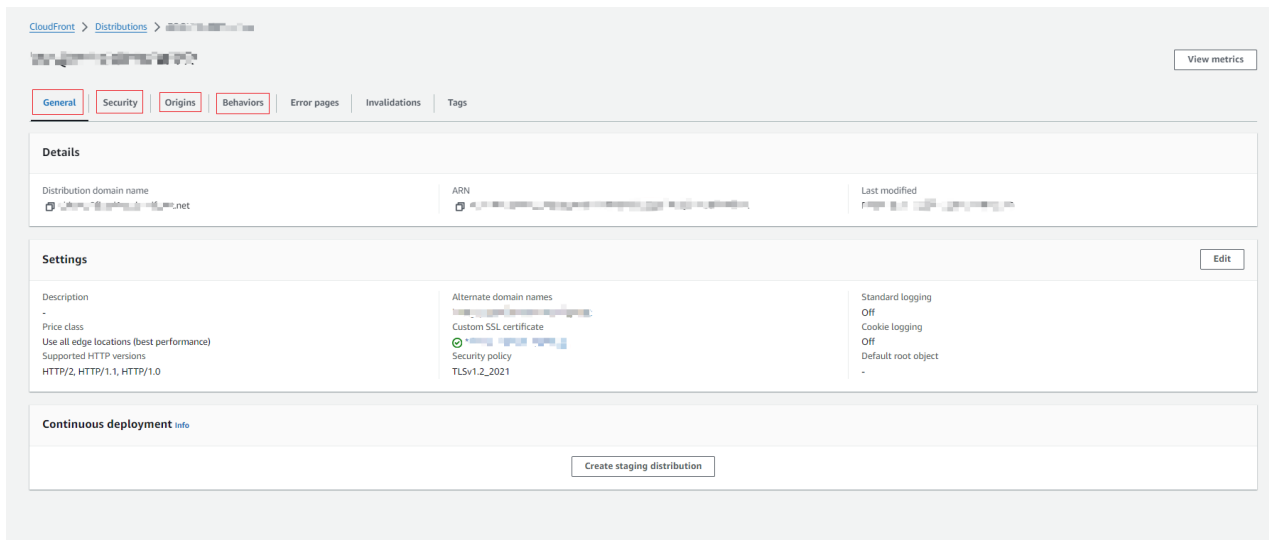 CloudFront > Distributions >
View metrics
General Security Origins Behaviors Error pages Invalidations Tags
Details
Distribution domain name ARN Last modified
.net
Settings Edit
Description Alternate domain names Standard logging
- Off
Price class Custom SSL certificate Cookie logging
Use all edge locations (best performance) * Off
Supported HTTP versions Security policy Default root object
HTTP/2, HTTP/1.1, HTTP/1.0 TLSv1.2_2021 -
Continuous deployment Info
Create staging distribution